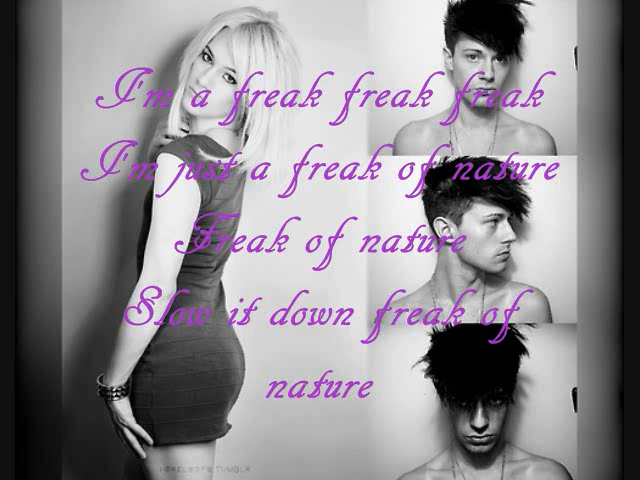 I'm a freak freak freak
I'm just a freak of nature
Freak of nature
Slow it down freak of
nature